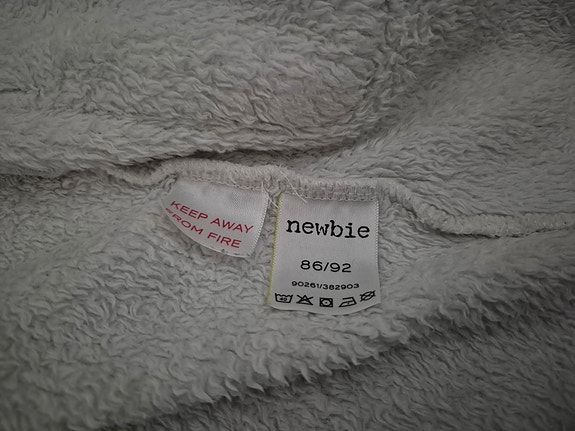 KEEP AWAY
FROM FIRE
newbie
86/92
90261/382903